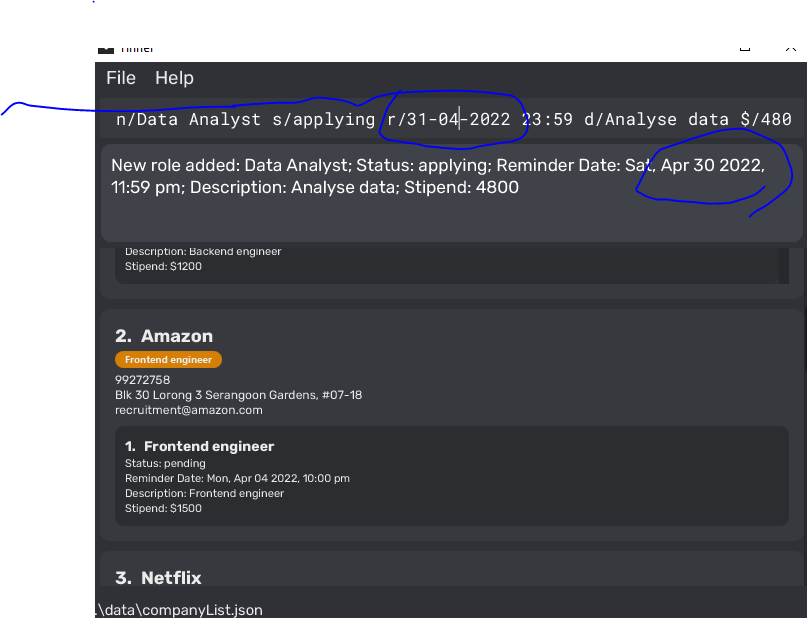 File Help
n/Data Analyst s/applying r/31-04-2022 23:59 d/Analyse data $/480
New role added: Data Analyst; Status: applying; Reminder Date: Sat, Apr 30 2022,
11:59 pm; Description: Analyse data; Stipend: 4800
Description: Backend engineer
Stipend: $1200
2. Amazon
Frontend engineer
99272758
Blk 30 Lorong 3 Serangoon Gardens, #07-18
recruitment@amazon.com
1. Frontend engineer
Status: pending
Reminder Date: Mon, Apr 04 2022, 10:00 pm
Description: Frontend engineer
Stipend: $1500
3. Netflix
.\data\companyList.json